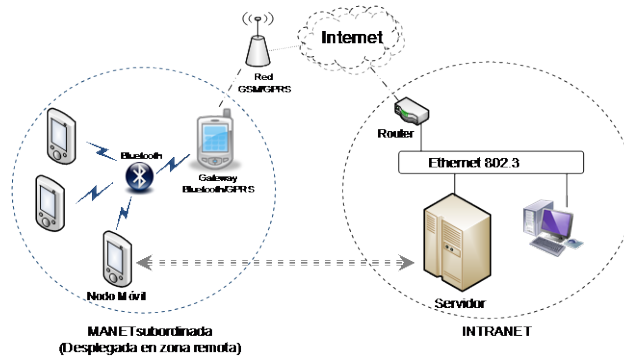 Internet
Red
GSM/GPRS
Router
Bluetooth
Ethernet 802.3
Gateway
Bluetooth/GPRS
Nodo Móvil
Servidor
MANETsubordinada
(Desplegada en zona remota)
INTRANET